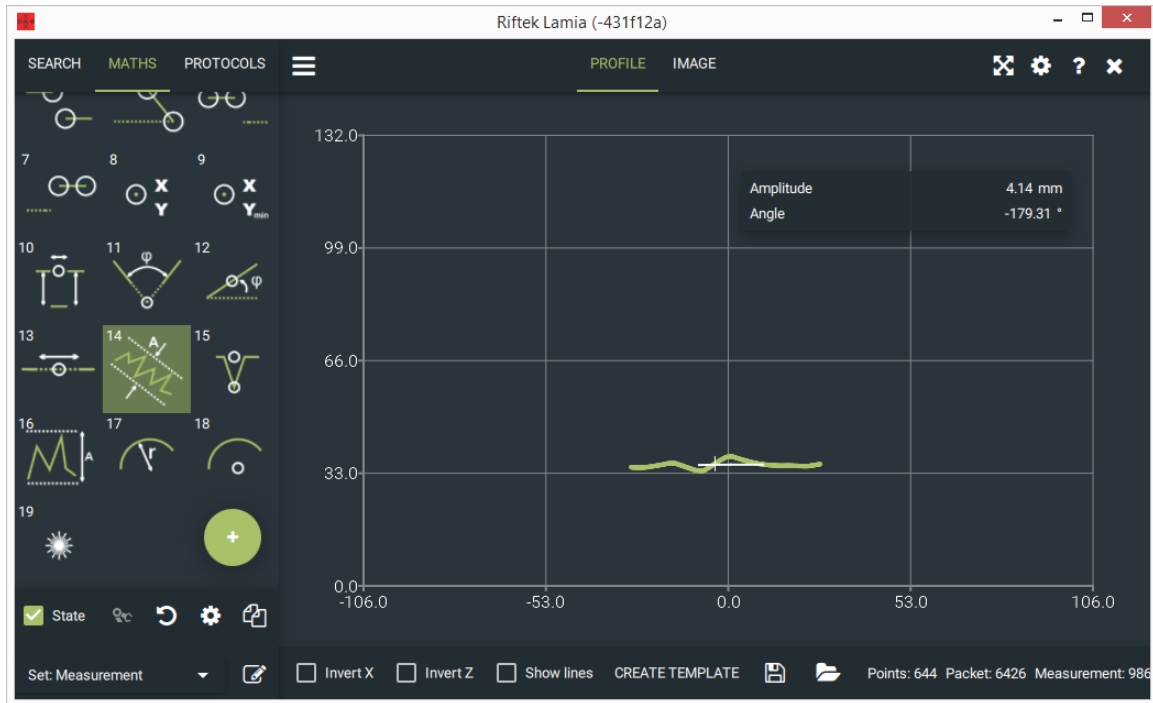 Riftek Lamia (-431f12a)
SEARCH MATHS PROTOCOLS
PROFILE IMAGE
?
7 8 9
X Y
X Ymin
10 11 12
φ
φ
13 14 15
A
16 17 18
A
r
19
+
State
Set: Measurement
132.0
99.0
66.0
33.0
0.0
-106.0 -53.0 0.0 53.0 106.0
Amplitude 4.14 mm
Angle -179.31 °
Invert X Invert Z Show lines CREATE TEMPLATE Points: 644 Packet: 6426 Measurement: 986